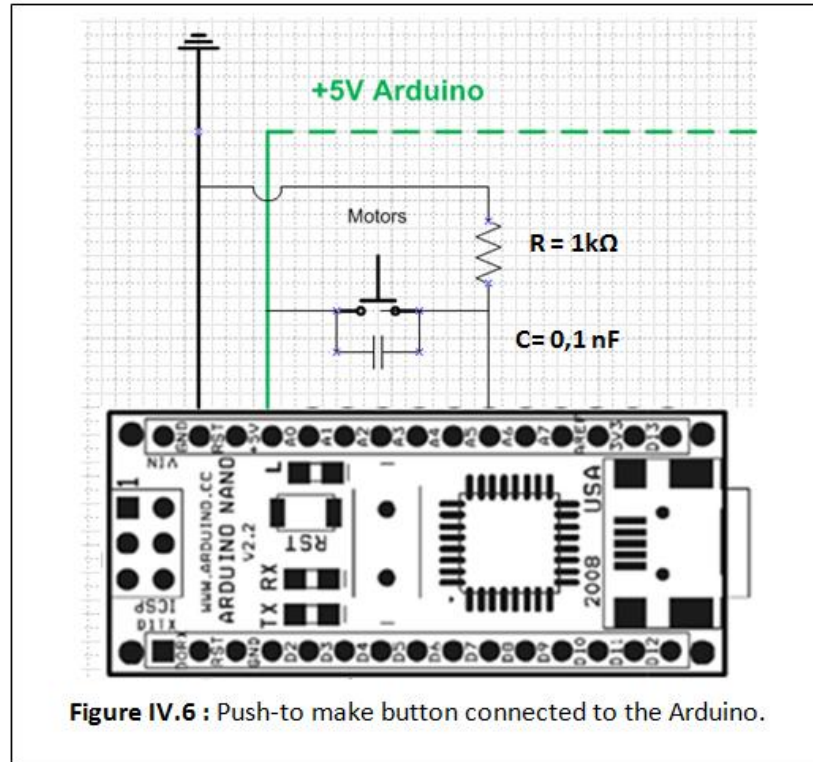 +5V Arduino
Motors
R = 1kΩ
C= 0,1 nF
GND RST +5V A0 A1 A2 A3 A4 A5 A6 A7 AREF 3V3 D13
VIN
1
L
WWW.ARDUINO.CC
ARDUINO NANO
V2.2
RST
TX RX
USA
2008
ICSP
RST GND D2 D3 D4 D5 D6 D7 D8 D9 D10 D11 D12
Figure IV.6 : Push-to make button connected to the Arduino.